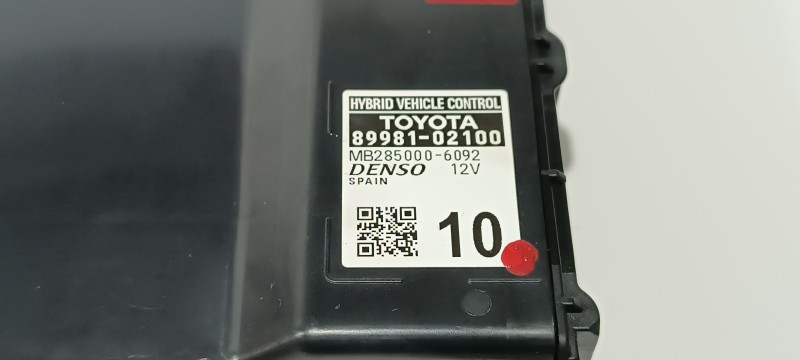 HYBRID VEHICLE CONTROL
TOYOTA
89981-02100
MB285000-6092
DENSO 12V
SPAIN
10